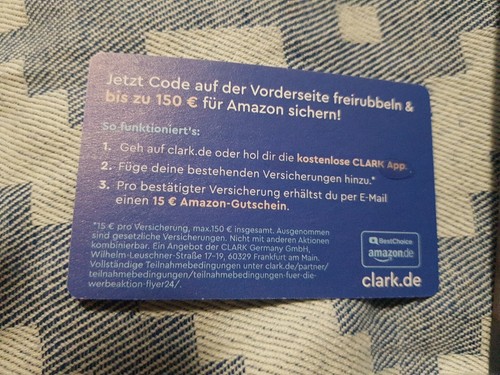 Jetzt Code auf der Vorderseite freirubbeln &
bis zu 150 € für Amazon sichern!
So funktioniert's:
1. Geh auf clark.de oder hol dir die kostenlose CLARK App.
2. Füge deine bestehenden Versicherungen hinzu.*
3. Pro bestätigter Versicherung erhältst du per E-Mail
einen 15 € Amazon-Gutschein.
*15 € pro Versicherung, max.150 € insgesamt. Ausgenommen
sind gesetzliche Versicherungen. Nicht mit anderen Aktionen
kombinierbar. Ein Angebot der CLARK Germany GmbH,
Wilhelm-Leuschner-Straße 17-19, 60329 Frankfurt am Main.
Vollständige Teilnahmebedingungen unter clark.de/partner/
teilnahmebedingungen/teilnahmebedingungen-fuer-die-
werbeaktion-flyer24/.
BestChoice
amazon.de
clark.de